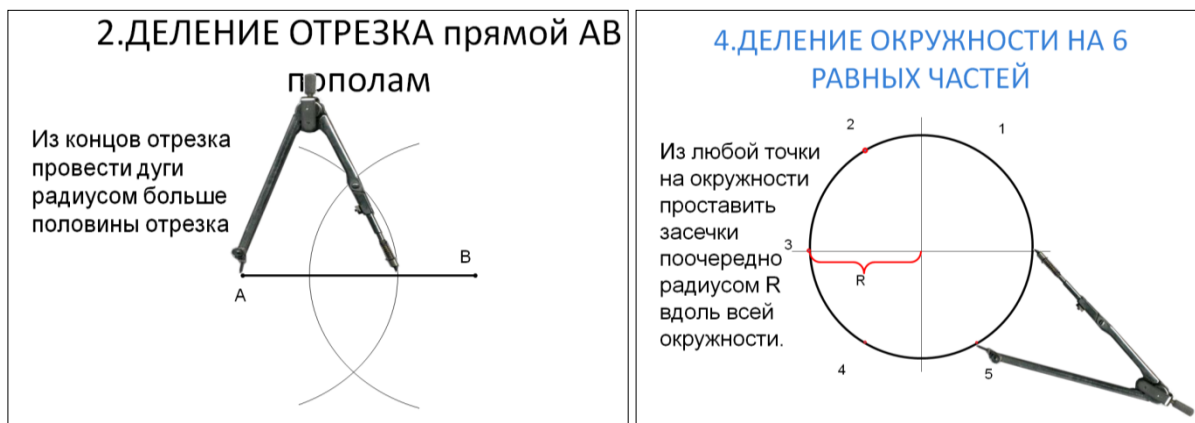 2.ДЕЛЕНИЕ ОТРЕЗКА прямой АВ
пополам
Из концов отрезка
провести дуги
радиусом больше
половины отрезка
A
B
4.ДЕЛЕНИЕ ОКРУЖНОСТИ НА 6
РАВНЫХ ЧАСТЕЙ
Из любой точки
на окружности
проставить
засечки
поочередно
радиусом R
вдоль всей
окружности.
2
1
3
R
4
5